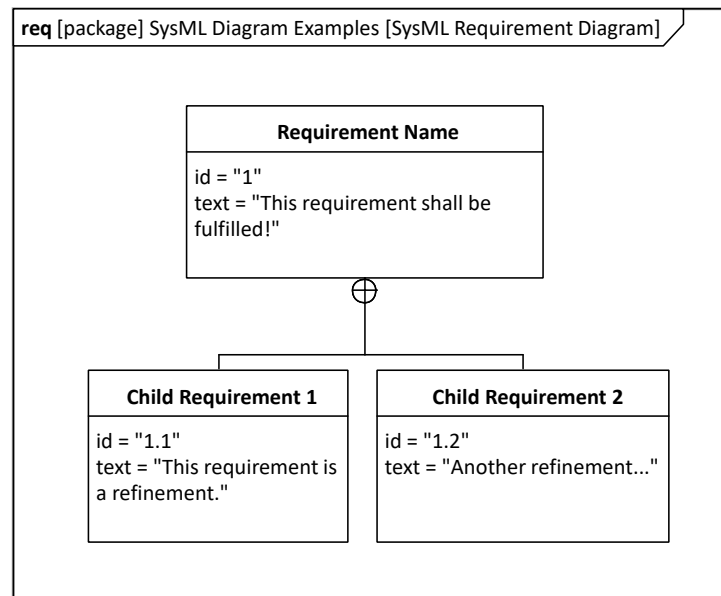 req [package] SysML Diagram Examples [SysML Requirement Diagram]
Requirement Name
id = "1"
text = "This requirement shall be
fulfilled!"
Child Requirement 1
id = "1.1"
text = "This requirement is
a refinement."
Child Requirement 2
id = "1.2"
text = "Another refinement..."